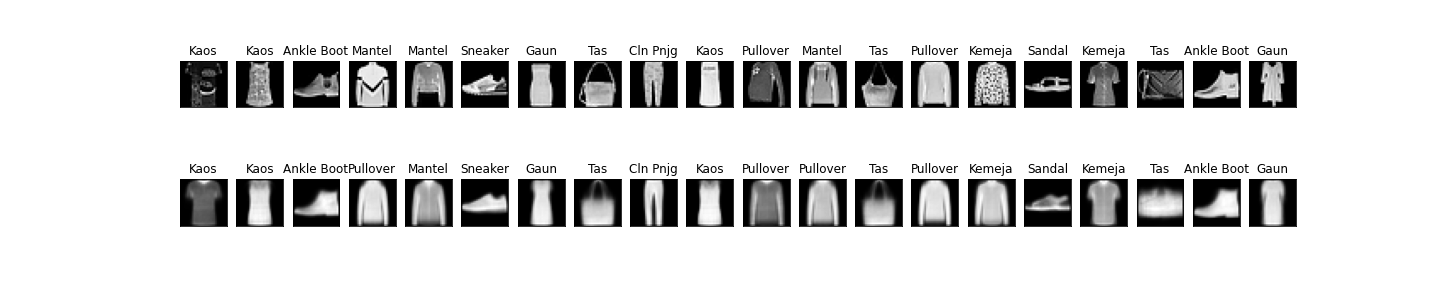 Kaos Kaos Ankle Boot Mantel Mantel Sneaker Gaun Tas Cln Pnjg Kaos Pullover Mantel Tas Pullover Kemeja Sandal Kemeja Tas Ankle Boot Gaun
Kaos Kaos Ankle Boot Pullover Mantel Sneaker Gaun Tas Cln Pnjg Kaos Pullover Pullover Tas Pullover Kemeja Sandal Kemeja Tas Ankle Boot Gaun